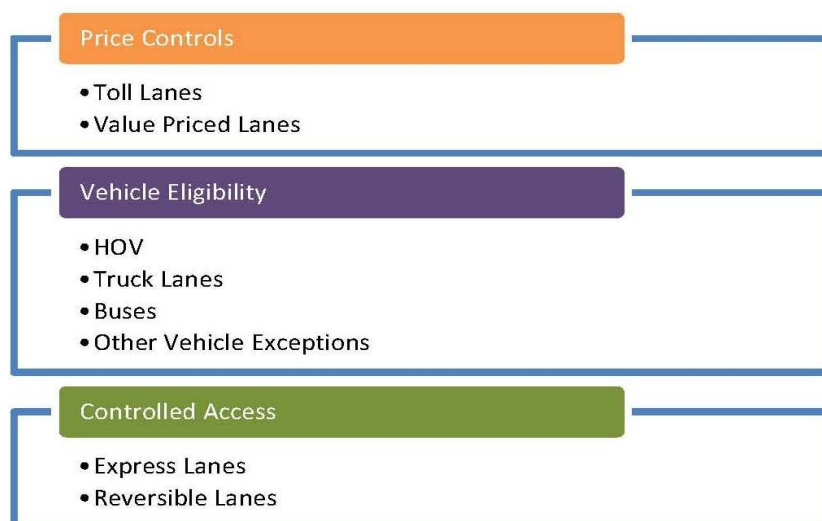 Price Controls
• Toll Lanes
• Value Priced Lanes
Vehicle Eligibility
• HOV
• Truck Lanes
• Buses
• Other Vehicle Exceptions
Controlled Access
• Express Lanes
• Reversible Lanes